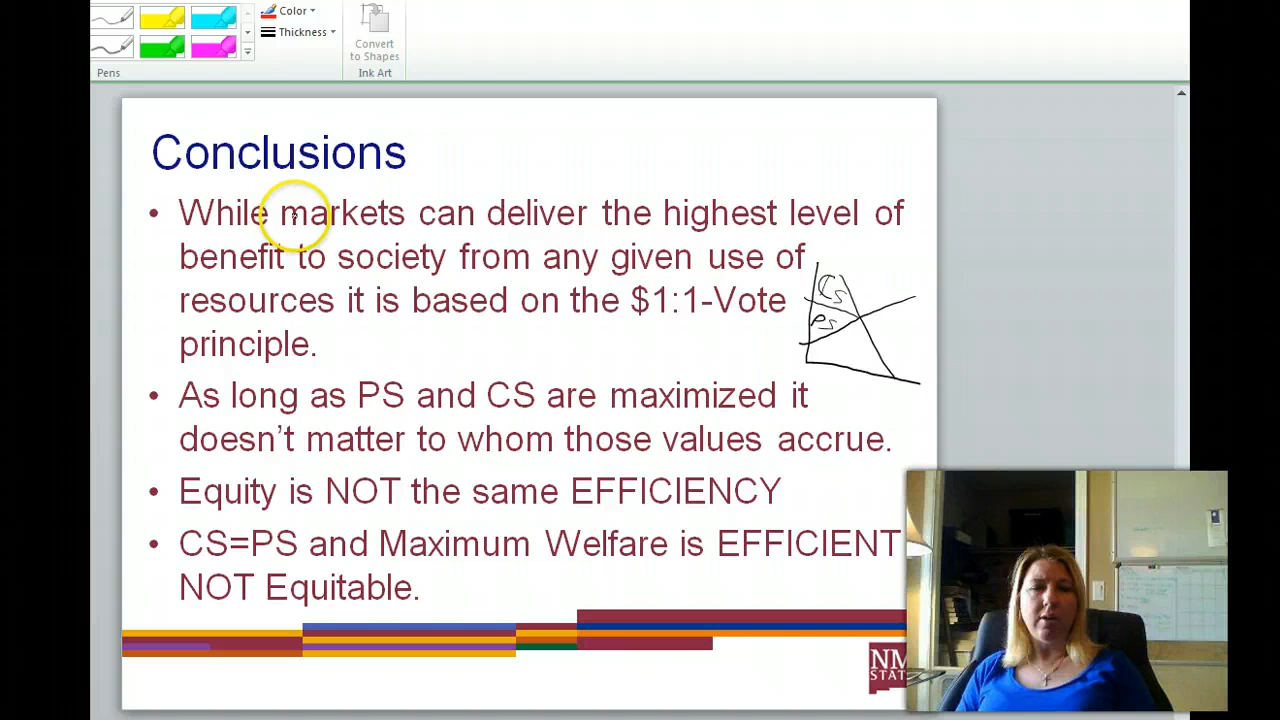 Color
Thickness
Convert
to Shapes
Pens
Ink Art
Conclusions
• While markets can deliver the highest level of
benefit to society from any given use of
resources it is based on the $1:1-Vote
principle.
CS
PS
• As long as PS and CS are maximized it
doesn't matter to whom those values accrue.
• Equity is NOT the same EFFICIENCY
• CS=PS and Maximum Welfare is EFFICIENT
NOT Equitable.
NM
STAT